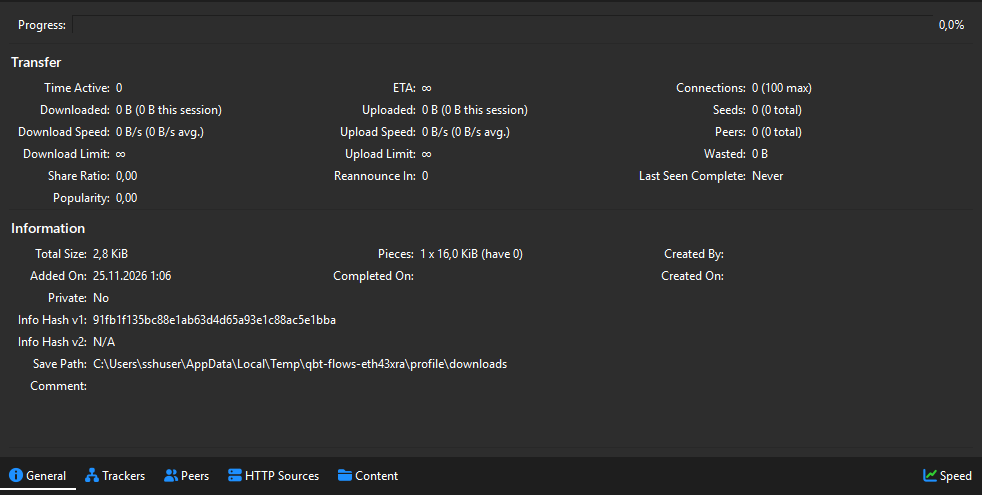 Progress: 0,0%
Transfer
Time Active: 0 ETA: ∞ Connections: 0 (100 max)
Downloaded: 0 B (0 B this session) Uploaded: 0 B (0 B this session) Seeds: 0 (0 total)
Download Speed: 0 B/s (0 B/s avg.) Upload Speed: 0 B/s (0 B/s avg.) Peers: 0 (0 total)
Download Limit: ∞ Upload Limit: ∞ Wasted: 0 B
Share Ratio: 0,00 Reannounce In: 0 Last Seen Complete: Never
Popularity: 0,00
Information
Total Size: 2,8 KiB Pieces: 1 x 16,0 KiB (have 0) Created By:
Added On: 25.11.2026 1:06 Completed On: Created On:
Private: No
Info Hash v1: 91fb1f135bc88e1ab63d4d65a93e1c88ac5e1bba
Info Hash v2: N/A
Save Path: C:\Users\sshuser\AppData\Local\Temp\qbt-flows-eth43xra\profile\downloads
Comment:
General Trackers Peers HTTP Sources Content Speed